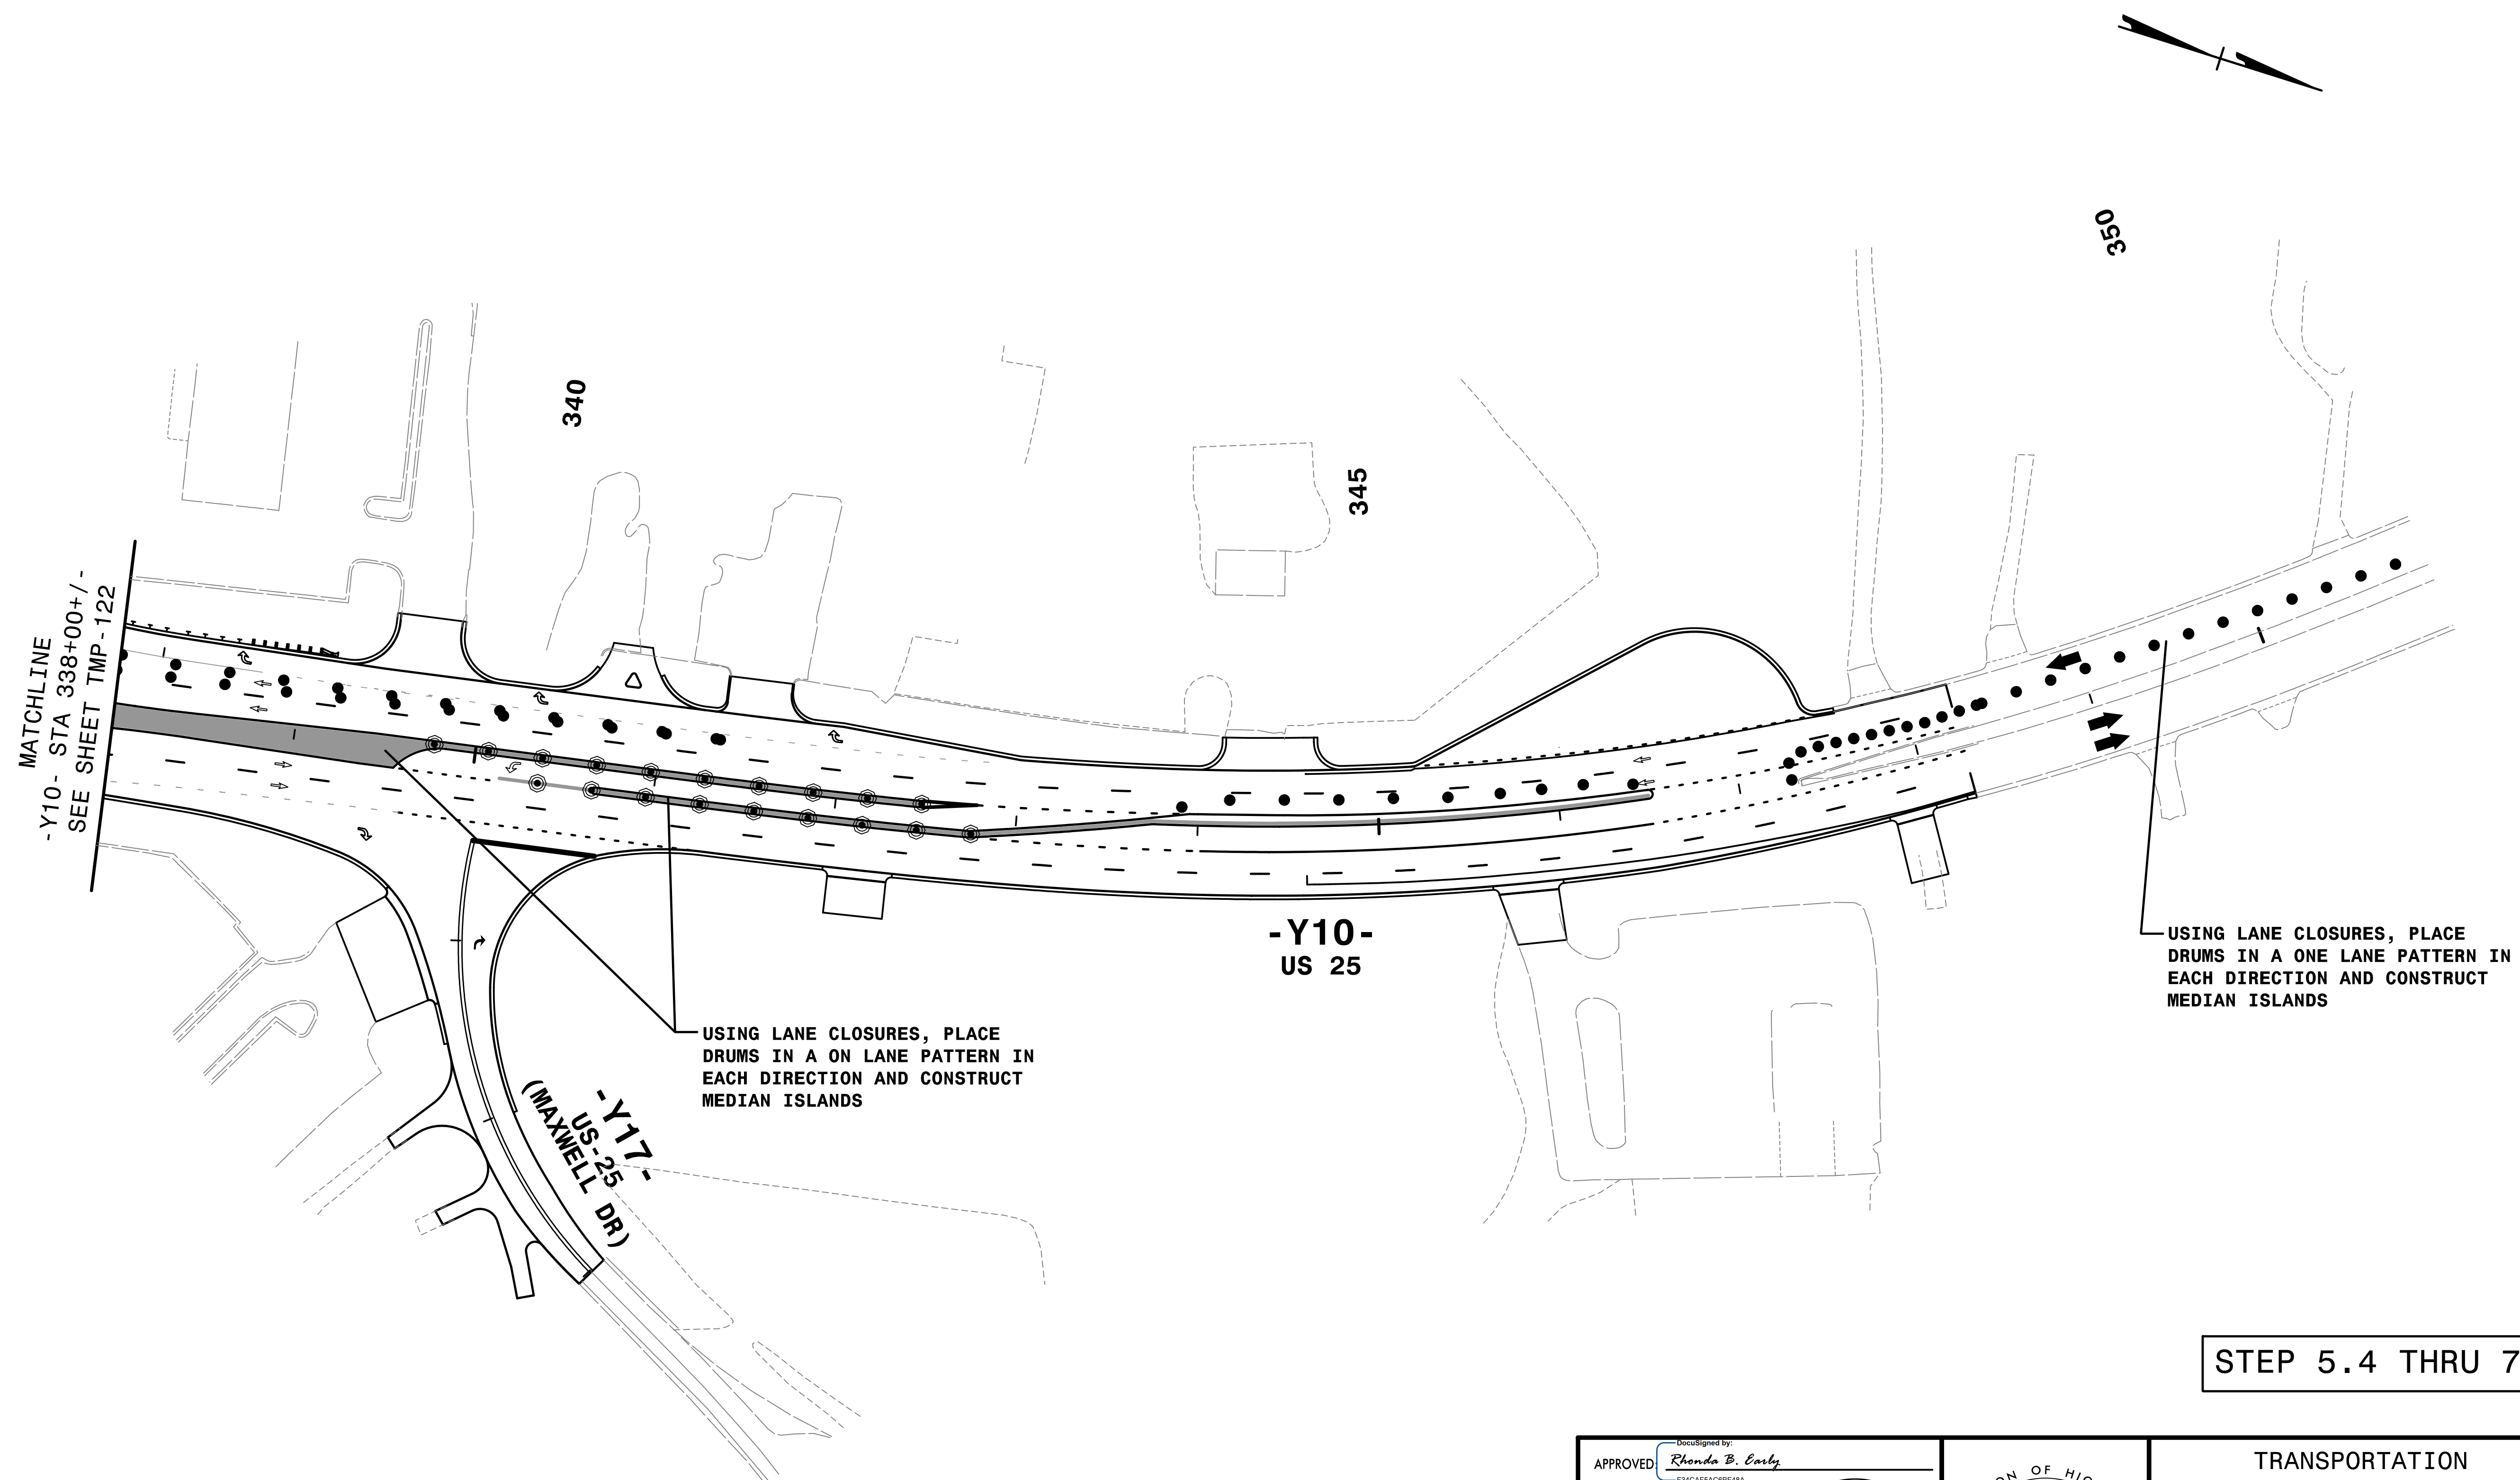 350
340
345
MATCHLINE
-Y10- STA 338+00+/-
SEE SHEET TMP-122
-Y10-
US 25
USING LANE CLOSURES, PLACE
DRUMS IN A ONE LANE PATTERN IN
EACH DIRECTION AND CONSTRUCT
MEDIAN ISLANDS
USING LANE CLOSURES, PLACE
DRUMS IN A ON LANE PATTERN IN
EACH DIRECTION AND CONSTRUCT
MEDIAN ISLANDS
-Y17-
US-25
(MAXWELL DR)
STEP 5.4 THRU 7
DocuSigned by:
APPROVED:
Rhonda B. Early
OF
TRANSPORTATION